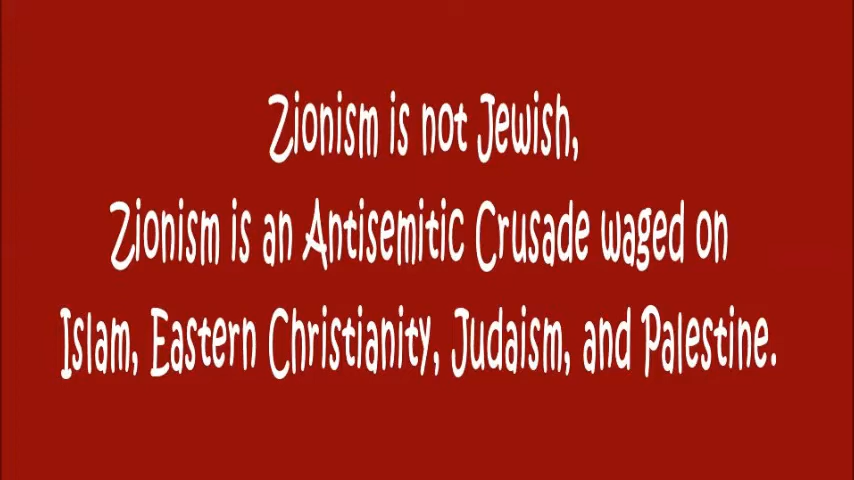 Zionism is not Jewish,
Zionism is an Antisemitic Crusade waged on
Islam, Eastern Christianity, Judaism, and Palestine.